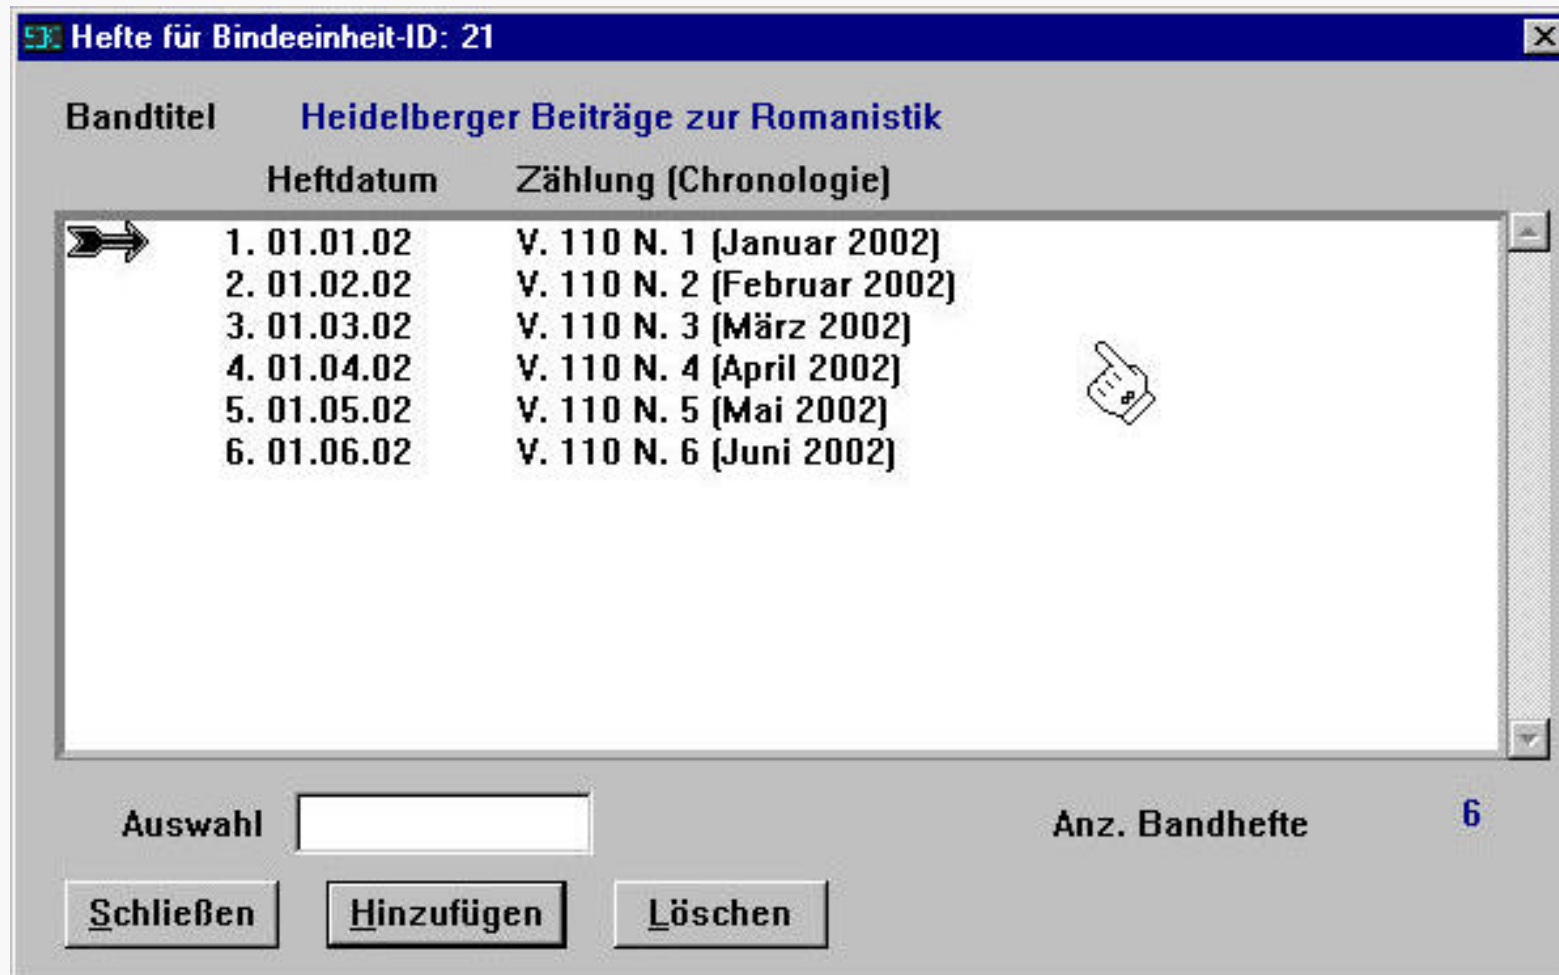 Hefte für Bindeeinheit-ID: 21
Bandtitel Heidelberger Beiträge zur Romanistik
Heftdatum Zählung (Chronologie)
1. 01.01.02 V. 110 N. 1 (Januar 2002)
2. 01.02.02 V. 110 N. 2 (Februar 2002)
3. 01.03.02 V. 110 N. 3 (März 2002)
4. 01.04.02 V. 110 N. 4 (April 2002)
5. 01.05.02 V. 110 N. 5 (Mai 2002)
6. 01.06.02 V. 110 N. 6 (Juni 2002)
Auswahl Anz. Bandhefte 6
Schließen Hinzufügen Löschen